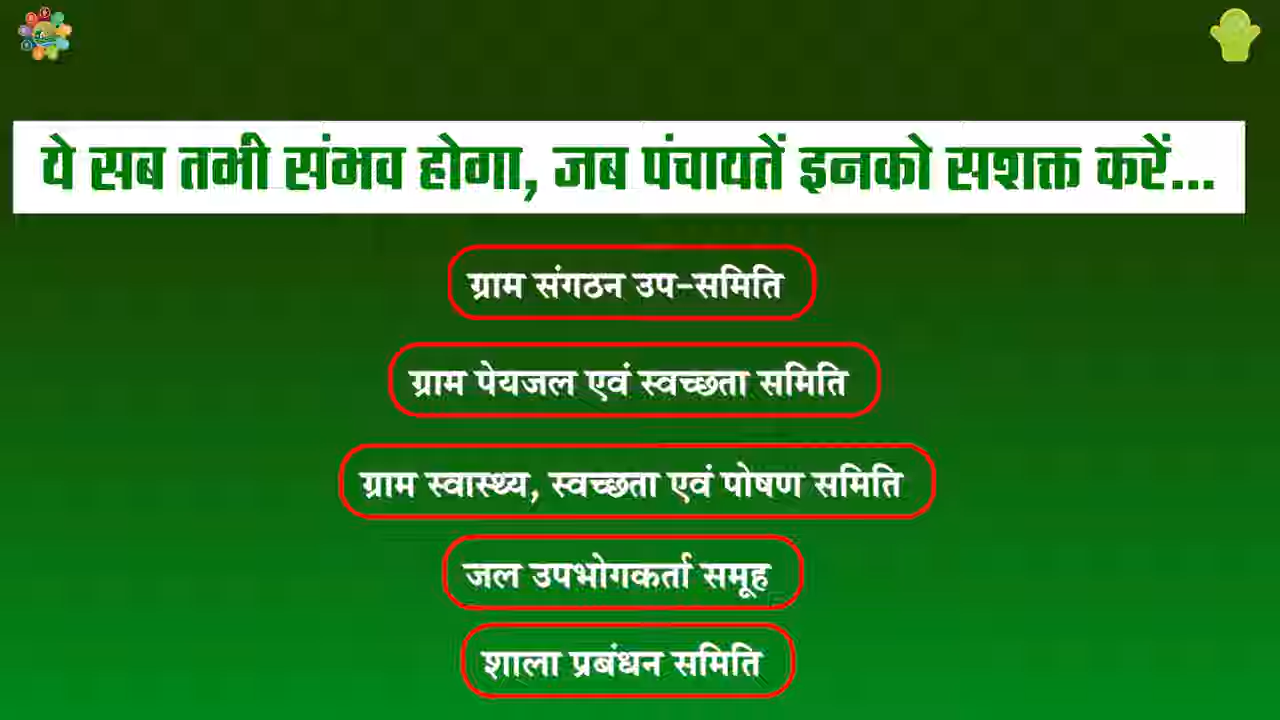 ये सब तभी संभव होगा, जब पंचायतें इनको सशक्त करें...
ग्राम संगठन उप-समिति
ग्राम पेयजल एवं स्वच्छता समिति
ग्राम स्वास्थ्य, स्वच्छता एवं पोषण समिति
जल उपभोगकर्ता समूह
शाला प्रबंधन समिति